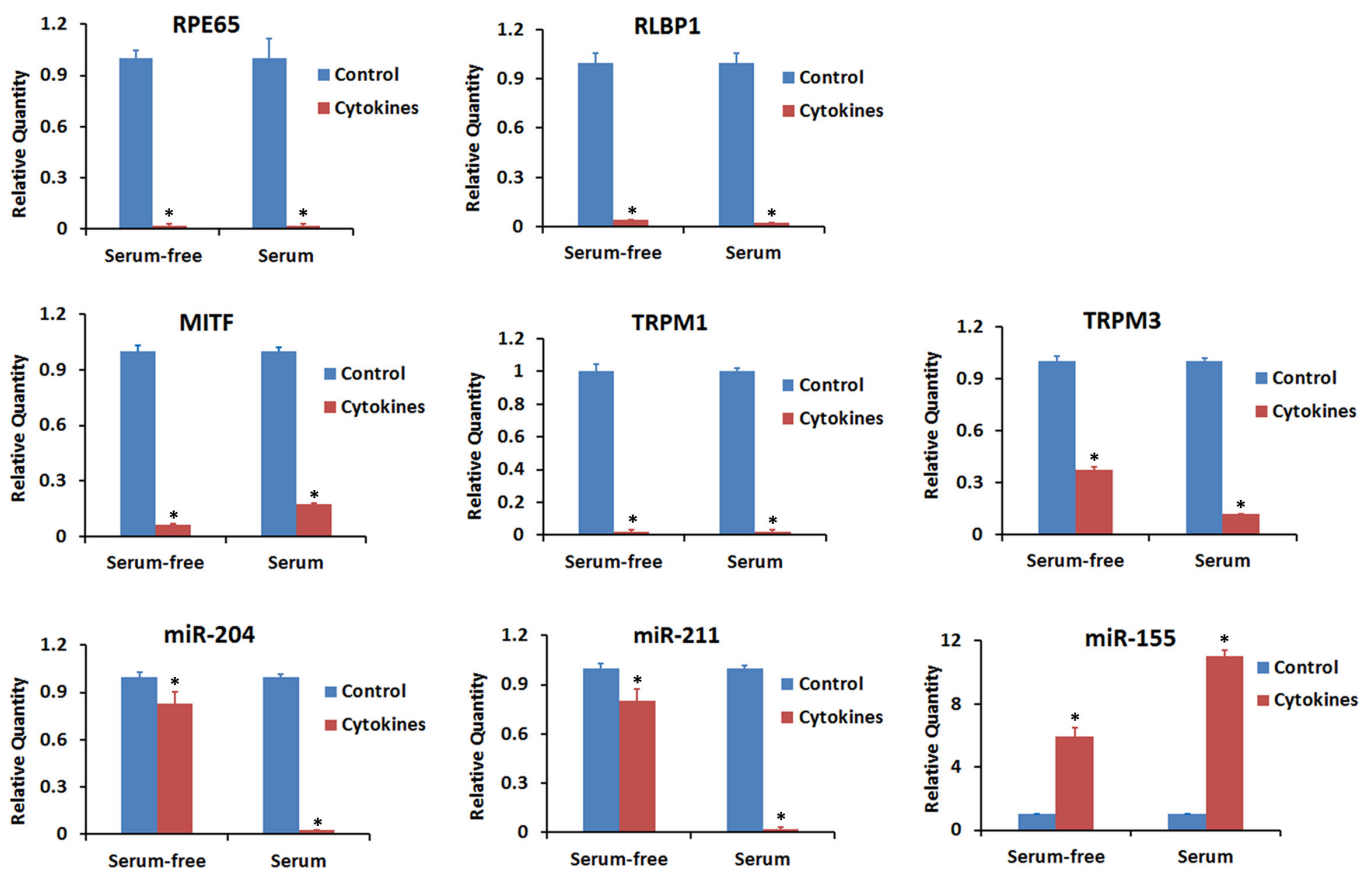 RPE65
Relative Quantity
1.2
0.9
0.6
0.3
0
*
*
Serum-free Serum
Control
Cytokines
RLBP1
Relative Quantity
1.2
0.9
0.6
0.3
0
*
*
Serum-free Serum
Control
Cytokines
MITF
Relative Quantity
1.2
0.9
0.6
0.3
0
*
*
Serum-free Serum
Control
Cytokines
TRPM1
Relative Quantity
1.2
1
0.8
0.6
0.4
0.2
0
*
*
Serum-free Serum
Control
Cytokines
TRPM3
Relative Quantity
1.2
0.9
0.6
0.3
0
*
*
Serum-free Serum
Control
Cytokines
miR-204
Relative Quantity
1.2
0.9
0.6
0.3
0
*
*
Serum-free Serum
Control
Cytokines
miR-211
Relative Quantity
1.2
0.9
0.6
0.3
0
*
*
Serum-free Serum
Control
Cytokines
miR-155
Relative Quantity
12
8
4
0
*
*
Serum-free Serum
Control
Cytokines